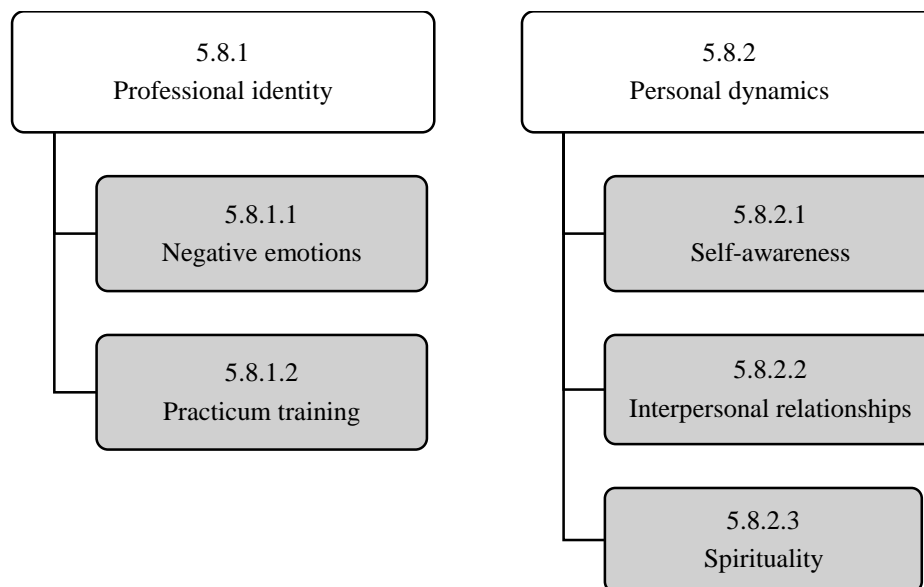 5.8.1
Professional identity
5.8.1.1
Negative emotions
5.8.1.2
Practicum training
5.8.2
Personal dynamics
5.8.2.1
Self-awareness
5.8.2.2
Interpersonal relationships
5.8.2.3
Spirituality